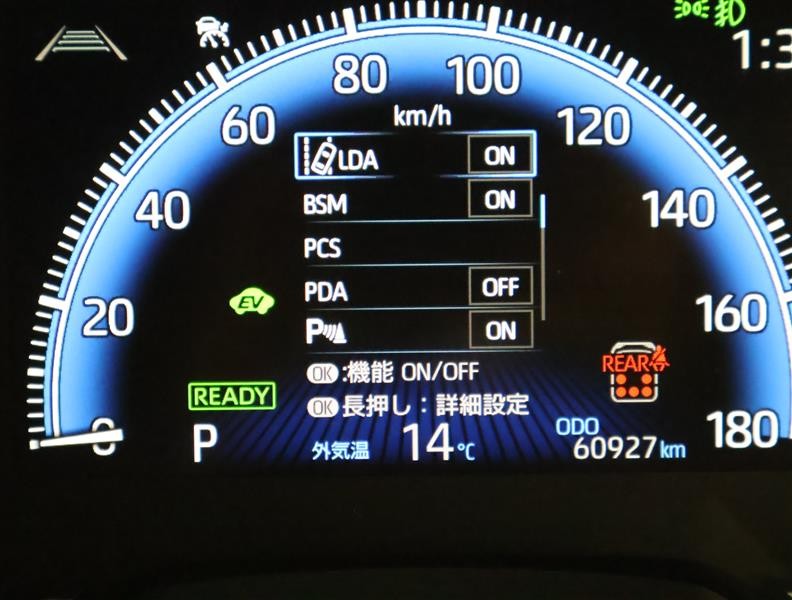 1:3
80 100
km/h
60 120
LDA ON
BSM ON
40 140
PCS
PDA OFF
EV
20 160
P ON
REAR
OK:機能 ON/OFF
READY
OK長押し:詳細設定
0 180
P
外気温 14℃
ODO
60927km